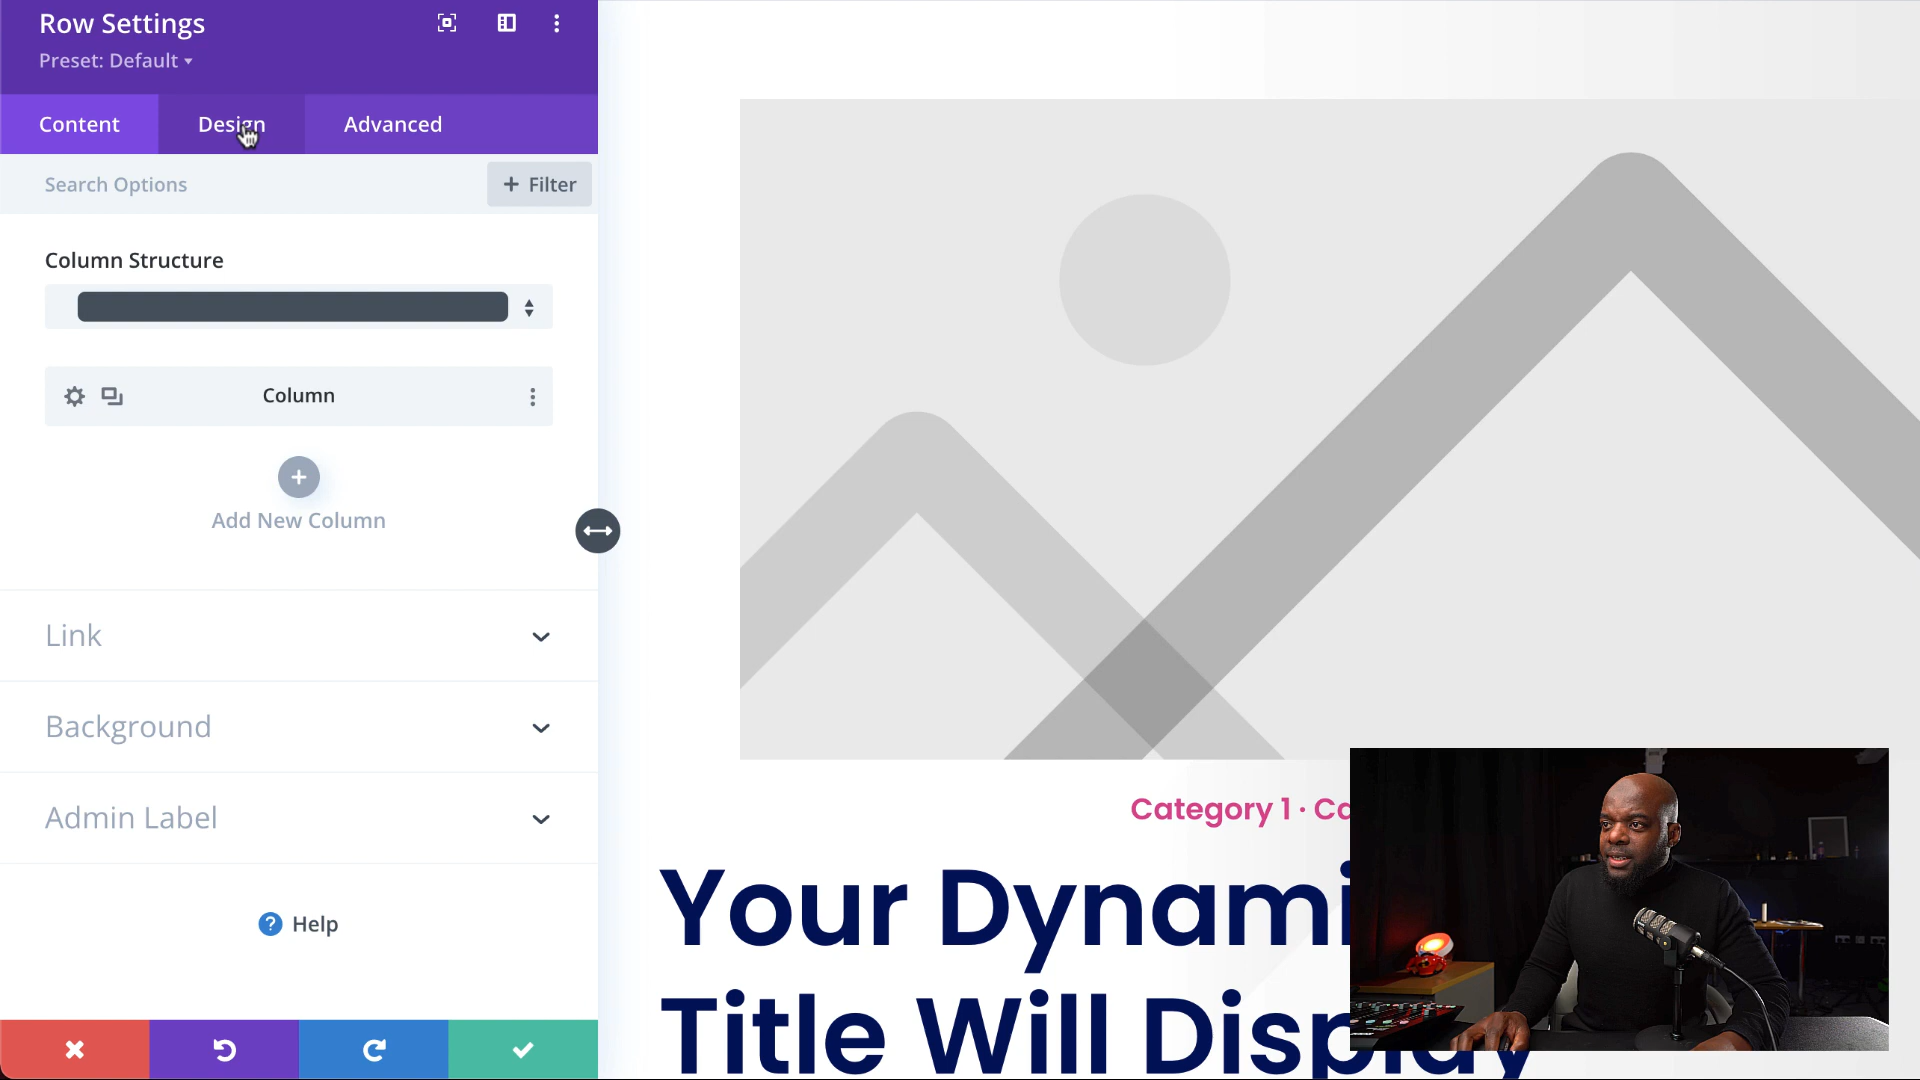 Row Settings
Preset: Default
Content
Design
Advanced
Search Options
+ Filter
Column Structure
Column
Add New Column
Link
Background
Admin Label
? Help
Category 1 ·
Your Dynami
Title Will Display